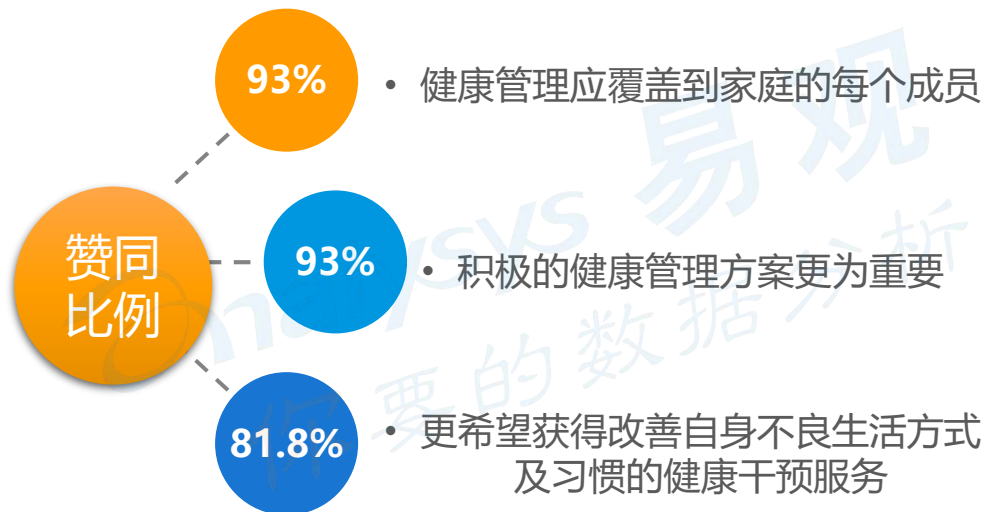 93%
• 健康管理应覆盖到家庭的每个成员
赞同
比例
93%
• 积极的健康管理方案更为重要
81.8%
• 更希望获得改善自身不良生活方式
及习惯的健康干预服务
analysys 易观
你要的数据分析